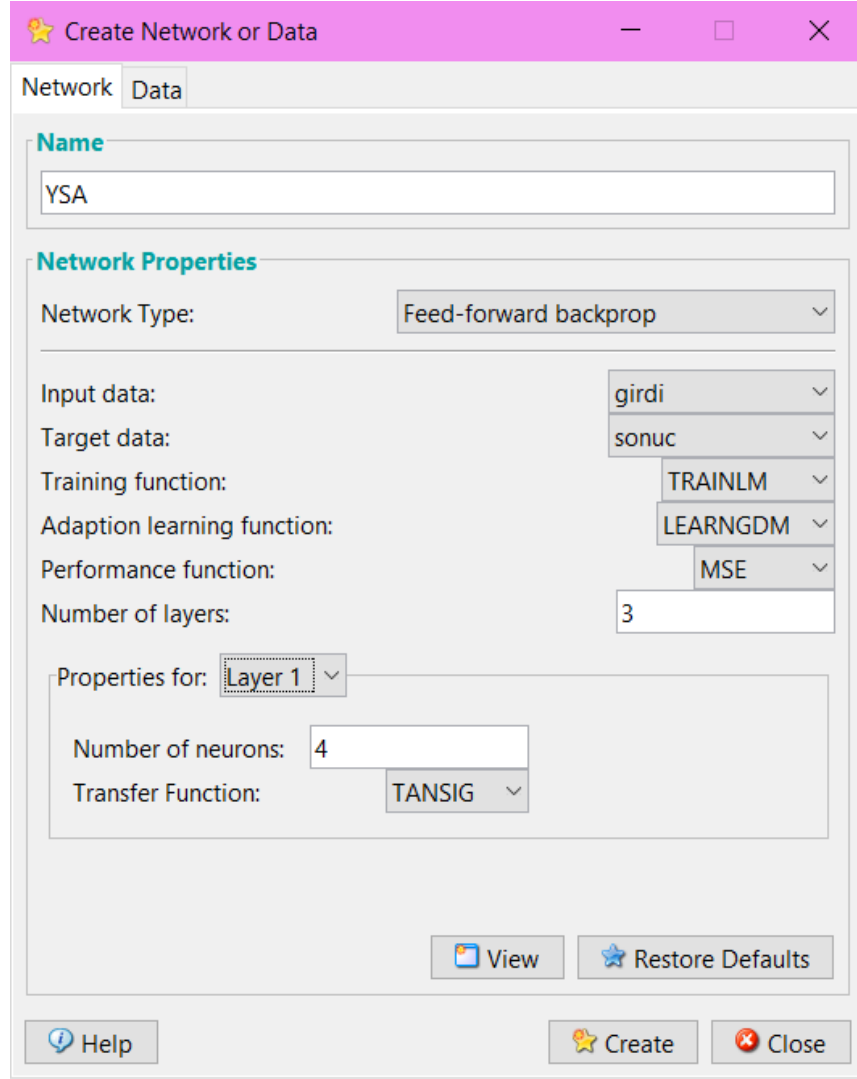 Create Network or Data
Network Data
Name
YSA
Network Properties
Network Type: Feed-forward backprop
Input data: girdi
Target data: sonuc
Training function: TRAINLM
Adaption learning function: LEARNGDM
Performance function: MSE
Number of layers: 3
Properties for: Layer 1
Number of neurons: 4
Transfer Function: TANSIG
View Restore Defaults
Help Create Close